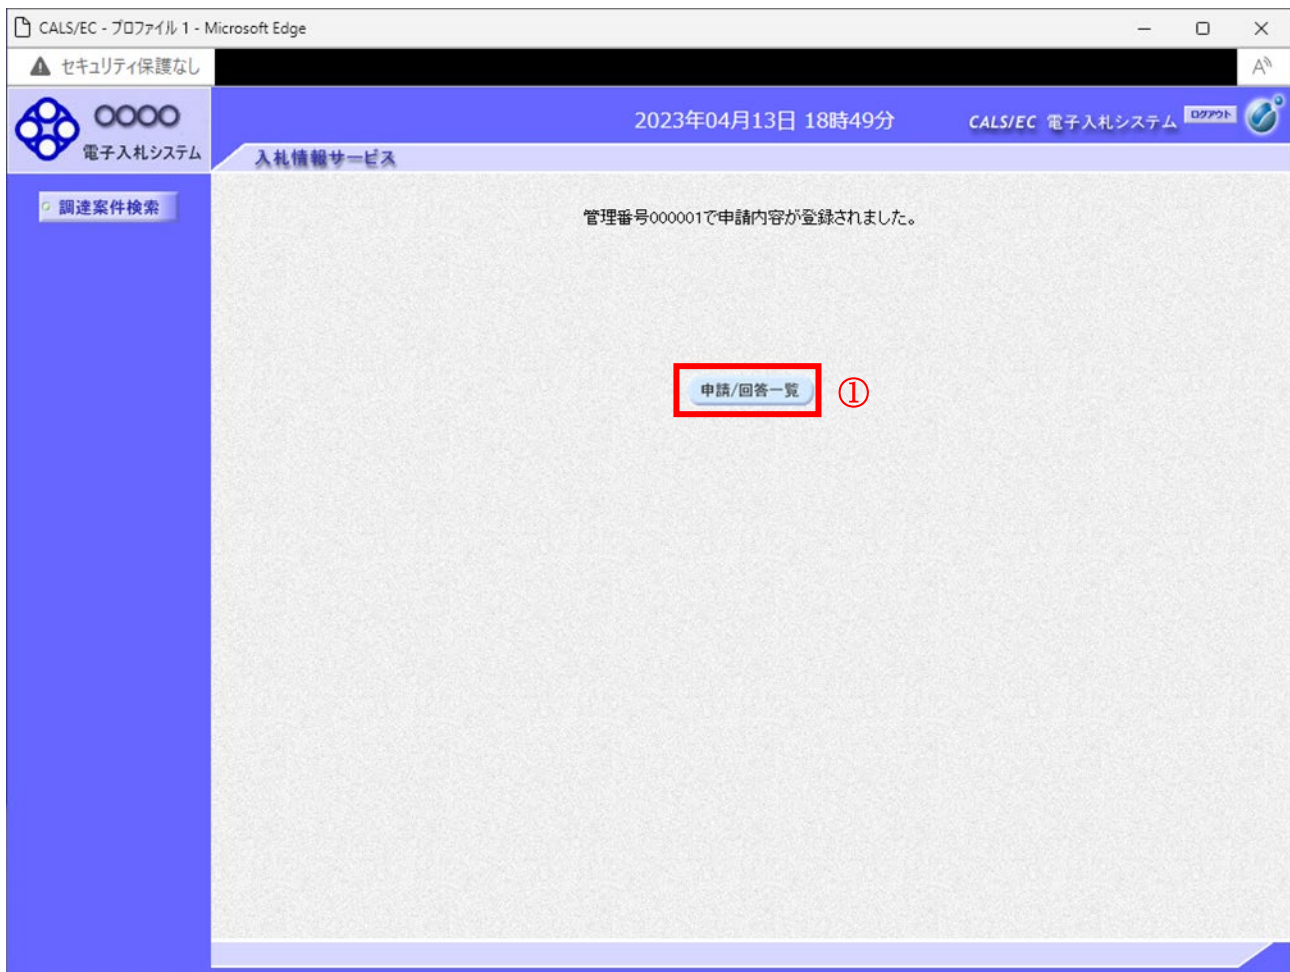 CALS/EC - プロファイル 1 - Microsoft Edge
セキュリティ保護なし
A
〇〇〇〇
電子入札システム
2023年04月13日 18時49分
CALS/EC 電子入札システム
ログアウト
入札情報サービス
調達案件検索
管理番号000001で申請内容が登録されました。
申請/回答一覧
①